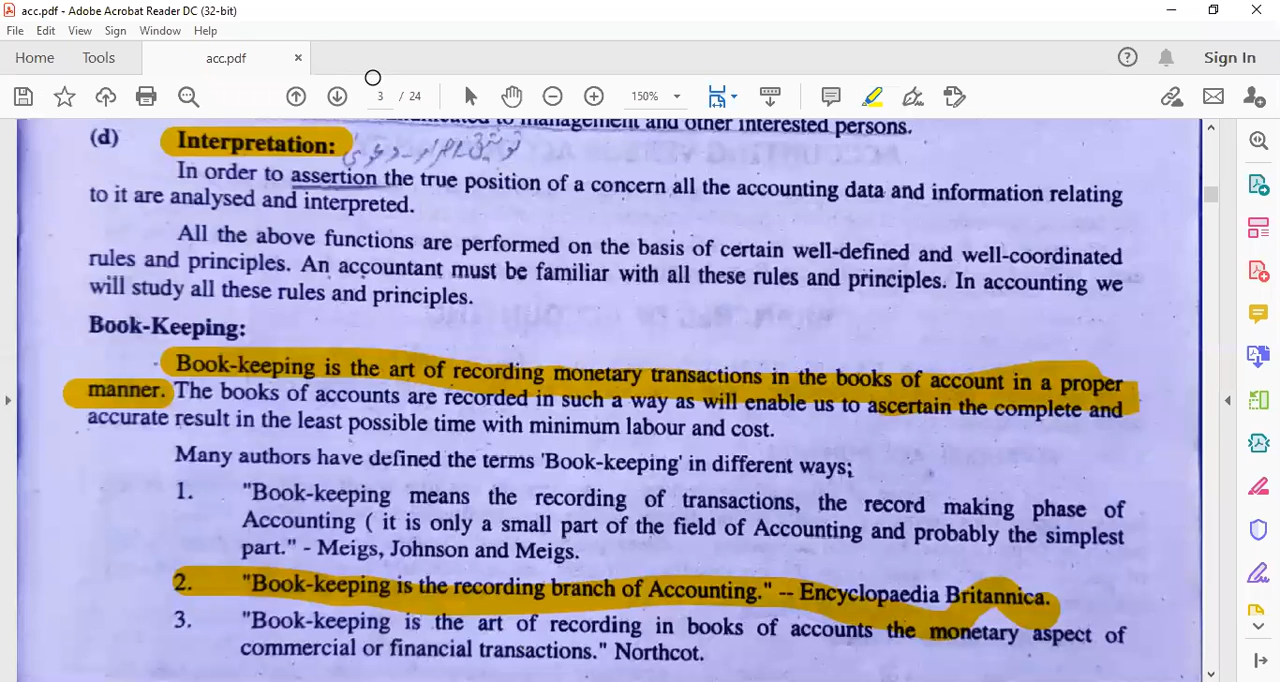 acc.pdf - Adobe Acrobat Reader DC (32-bit)
File Edit View Sign Window Help
Home Tools acc.pdf × Sign In
3 / 24 150%
to management and other interested persons.
(d) Interpretation:
In order to assertion the true position of a concern all the accounting data and information relating
to it are analysed and interpreted.
All the above functions are performed on the basis of certain well-defined and well-coordinated
rules and principles. An accountant must be familiar with all these rules and principles. In accounting we
will study all these rules and principles.
Book-Keeping:
Book-keeping is the art of recording monetary transactions in the books of account in a proper
manner. The books of accounts are recorded in such a way as will enable us to ascertain the complete and
accurate result in the least possible time with minimum labour and cost.
Many authors have defined the terms 'Book-keeping' in different ways;
1. "Book-keeping means the recording of transactions, the record making phase of
Accounting ( it is only a small part of the field of Accounting and probably the simplest
part." - Meigs, Johnson and Meigs.
2. "Book-keeping is the recording branch of Accounting." -- Encyclopaedia Britannica.
3. "Book-keeping is the art of recording in books of accounts the monetary aspect of
commercial or financial transactions." Northcot.